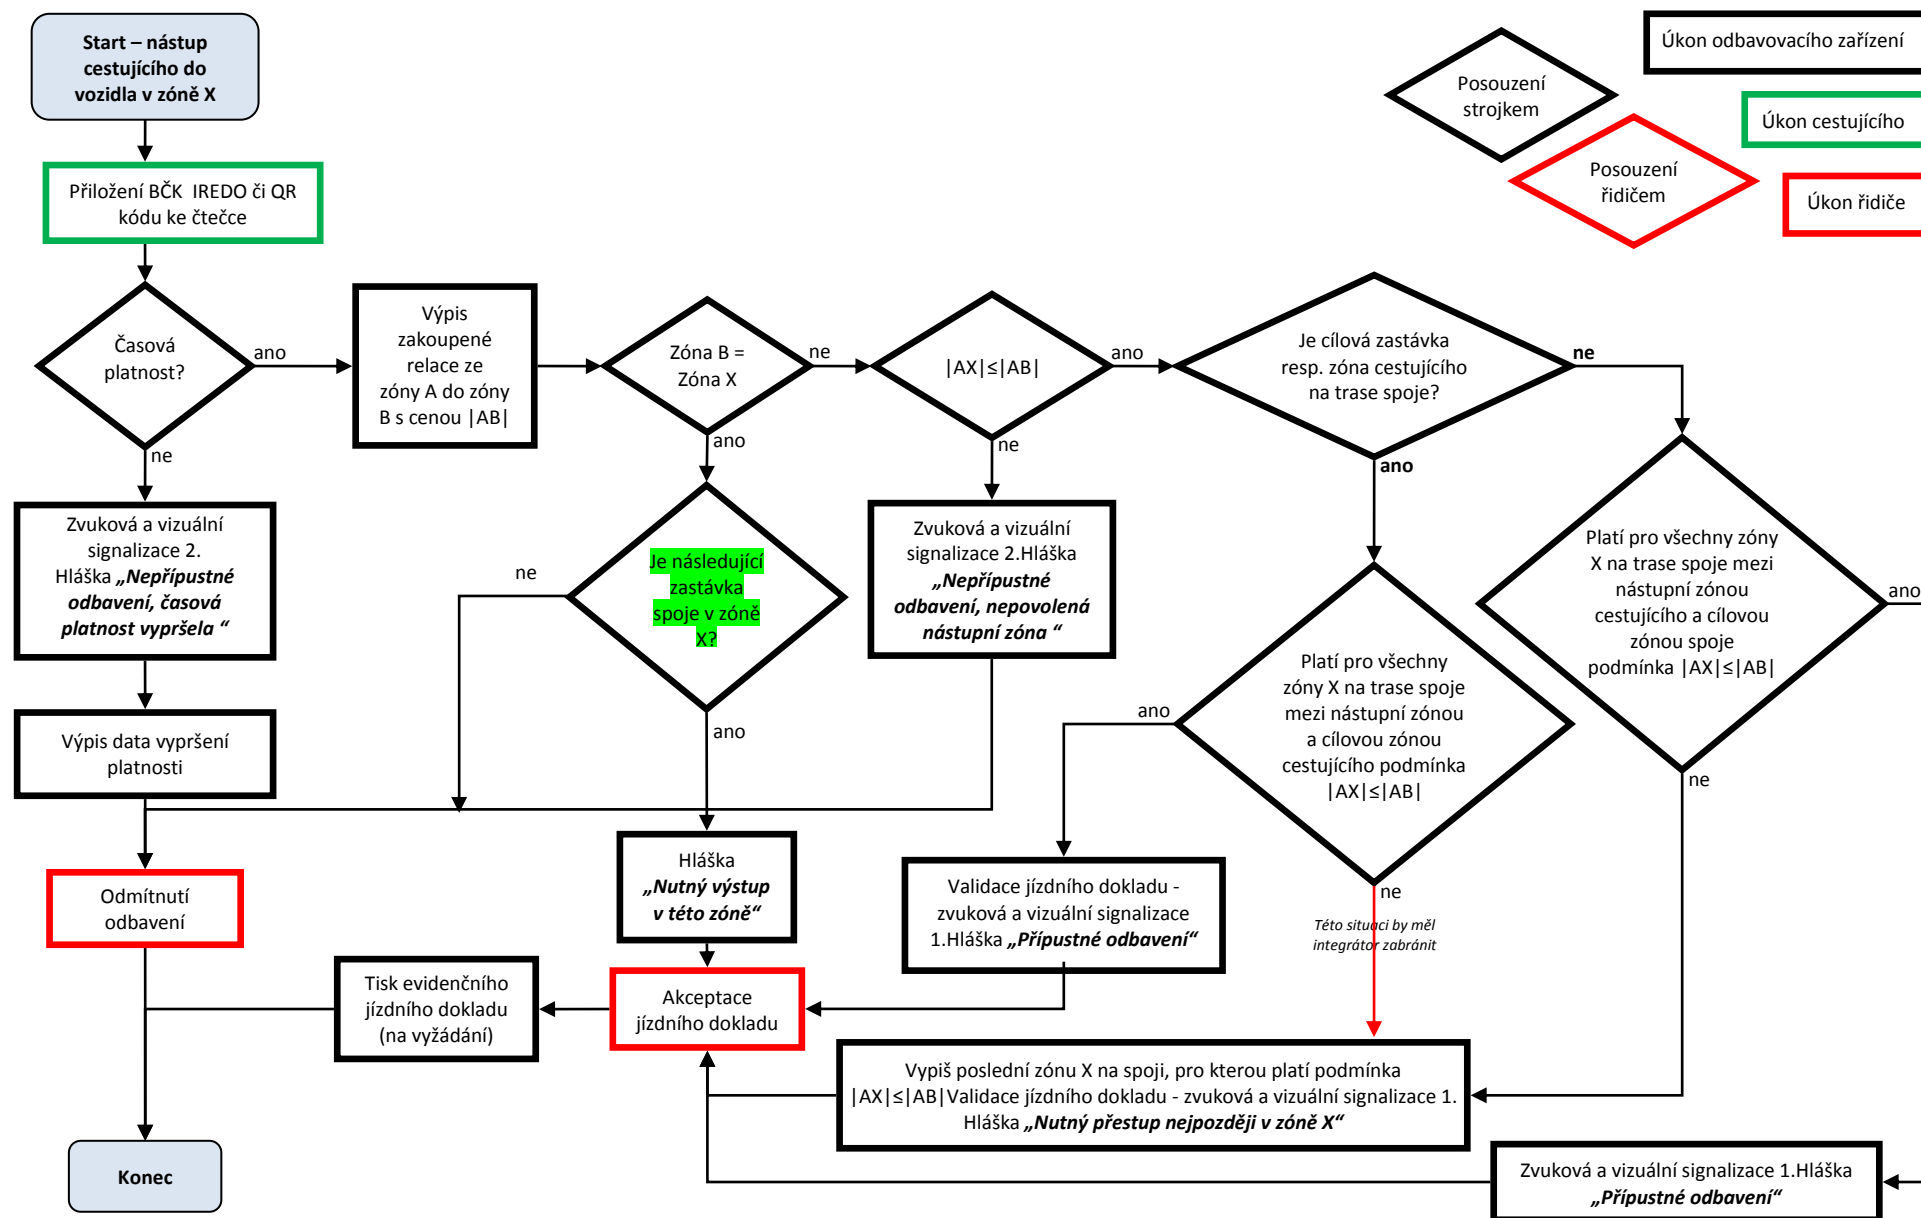 Start – nástup
cestujícího do
vozidla v zóně X
Úkon odbavovacího zařízení
Posouzení
strojkem
Úkon cestujícího
Posouzení
řidičem
Úkon řidiče
Přiložení BČK  IREDO či QR
kódu ke čtečce
Časová
platnost?
ano
ne
Výpis
zakoupené
relace ze
zóny A do zóny
B s cenou |AB|
Zóna B =
Zóna X
ne
ano
|AX|≤|AB|
ano
ne
Je cílová zastávka
resp. zóna cestujícího
na trase spoje?
ne
ano
Zvuková a vizuální
signalizace 2.
Hláška „Nepřípustné
odbavení, časová
platnost vypršela “
ne
Je následující
zastávka
spoje v zóně
X?
ano
Zvuková a vizuální
signalizace 2.Hláška
„Nepřípustné
odbavení, nepovolená
nástupní zóna “
Platí pro všechny zóny
X na trase spoje mezi
nástupní zónou
cestujícího a cílovou
zónou spoje
podmínka |AX|≤|AB|
ano
ne
Platí pro všechny
zóny X na trase spoje
mezi nástupní zónou
a cílovou zónou
cestujícího podmínka
|AX|≤|AB|
ano
ne
Výpis data vypršení
platnosti
Odmítnutí
odbavení
Hláška
„Nutný výstup
v této zóně“
Validace jízdního dokladu -
zvuková a vizuální signalizace
1.Hláška „Přípustné odbavení“
Této situaci by měl
integrátor zabránit
Tisk evidenčního
jízdního dokladu
(na vyžádání)
Akceptace
jízdního dokladu
Vypiš poslední zónu X na spoji, pro kterou platí podmínka
|AX|≤|AB|Validace jízdního dokladu - zvuková a vizuální signalizace 1.
Hláška „Nutný přestup nejpozději v zóně X“
Konec
Zvuková a vizuální signalizace 1.Hláška
„Přípustné odbavení“